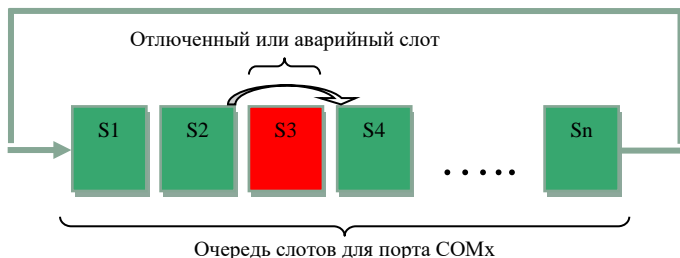 Отлюченный или аварийный слот
S1 S2 S3 S4 ..... Sn
Очередь слотов для порта COMx